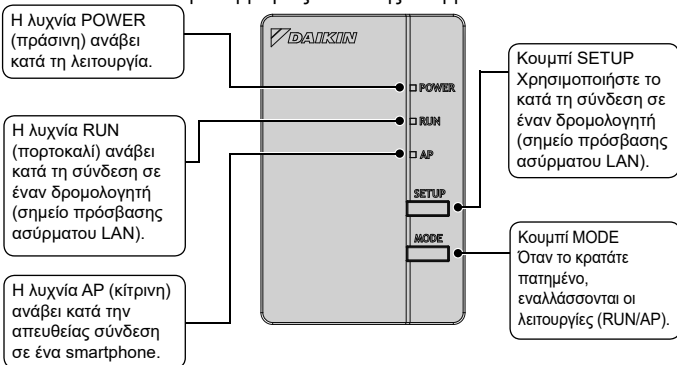 Η λυχνία POWER
(πράσινη) ανάβει
κατά τη λειτουργία.
Η λυχνία RUN
(πορτοκαλί) ανάβει
κατά τη σύνδεση σε
έναν δρομολογητή
(σημείο πρόσβασης
ασύρματου LAN).
Η λυχνία AP (κίτρινη)
ανάβει κατά την
απευθείας σύνδεση
σε ένα smartphone.
DAIKIN
POWER
RUN
AP
SETUP
MODE
Κουμπί SETUP
Χρησιμοποιήστε το
κατά τη σύνδεση σε
έναν δρομολογητή
(σημείο πρόσβασης
ασύρματου LAN).
Κουμπί MODE
Όταν το κρατάτε
πατημένο,
εναλλάσσονται οι
λειτουργίες (RUN/AP).